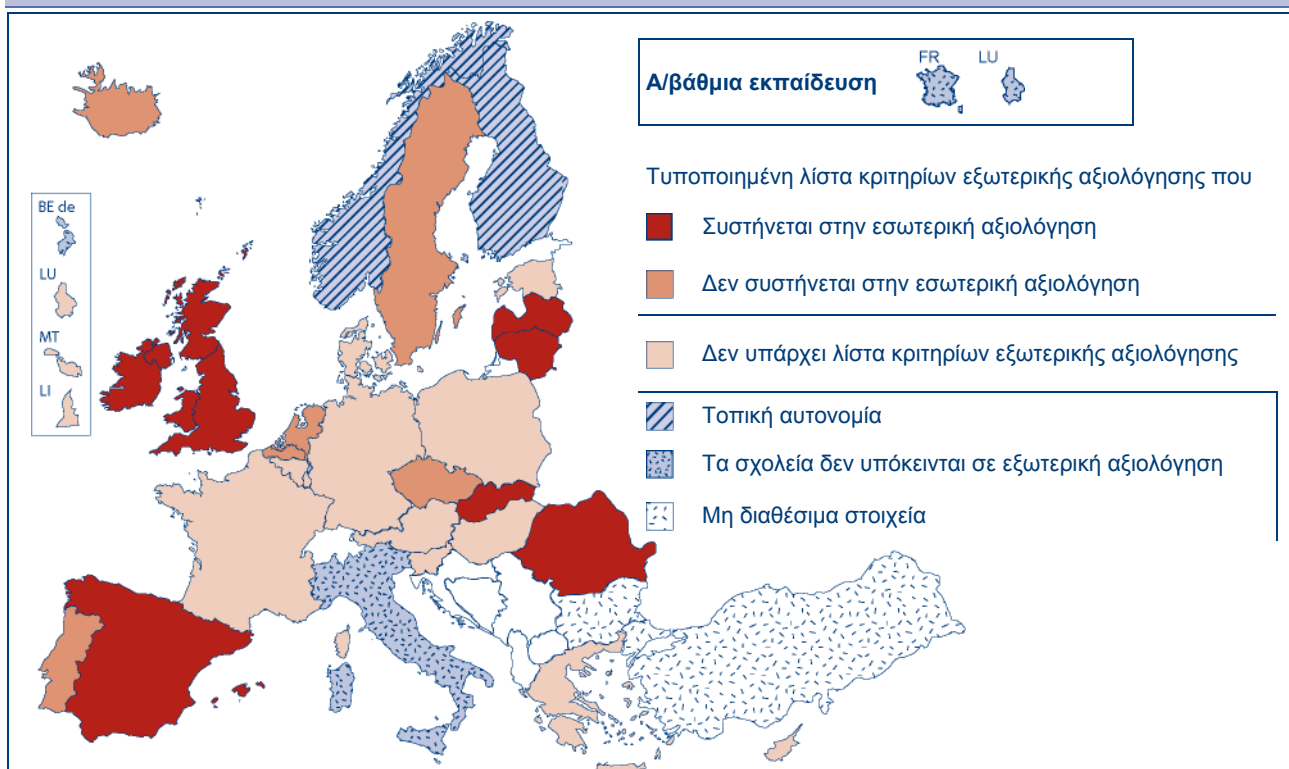 Α/βάθμια εκπαίδευση
FR
LU
Τυποποιημένη λίστα κριτηρίων εξωτερικής αξιολόγησης που
Συστήνεται στην εσωτερική αξιολόγηση
Δεν συστήνεται στην εσωτερική αξιολόγηση
Δεν υπάρχει λίστα κριτηρίων εξωτερικής αξιολόγησης
Τοπική αυτονομία
Τα σχολεία δεν υπόκεινται σε εξωτερική αξιολόγηση
Μη διαθέσιμα στοιχεία
BE de
LU
MT
LI